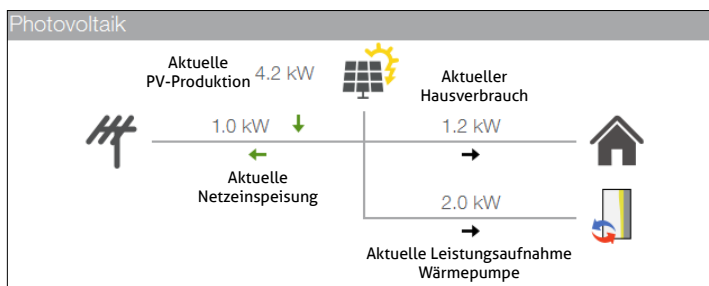 Photovoltaik
Aktuelle
PV-Produktion 4.2 kW
Aktueller
Hausverbrauch
1.0 kW
1.2 kW
Aktuelle
Netzeinspeisung
2.0 kW
Aktuelle Leistungsaufnahme
Wärmepumpe